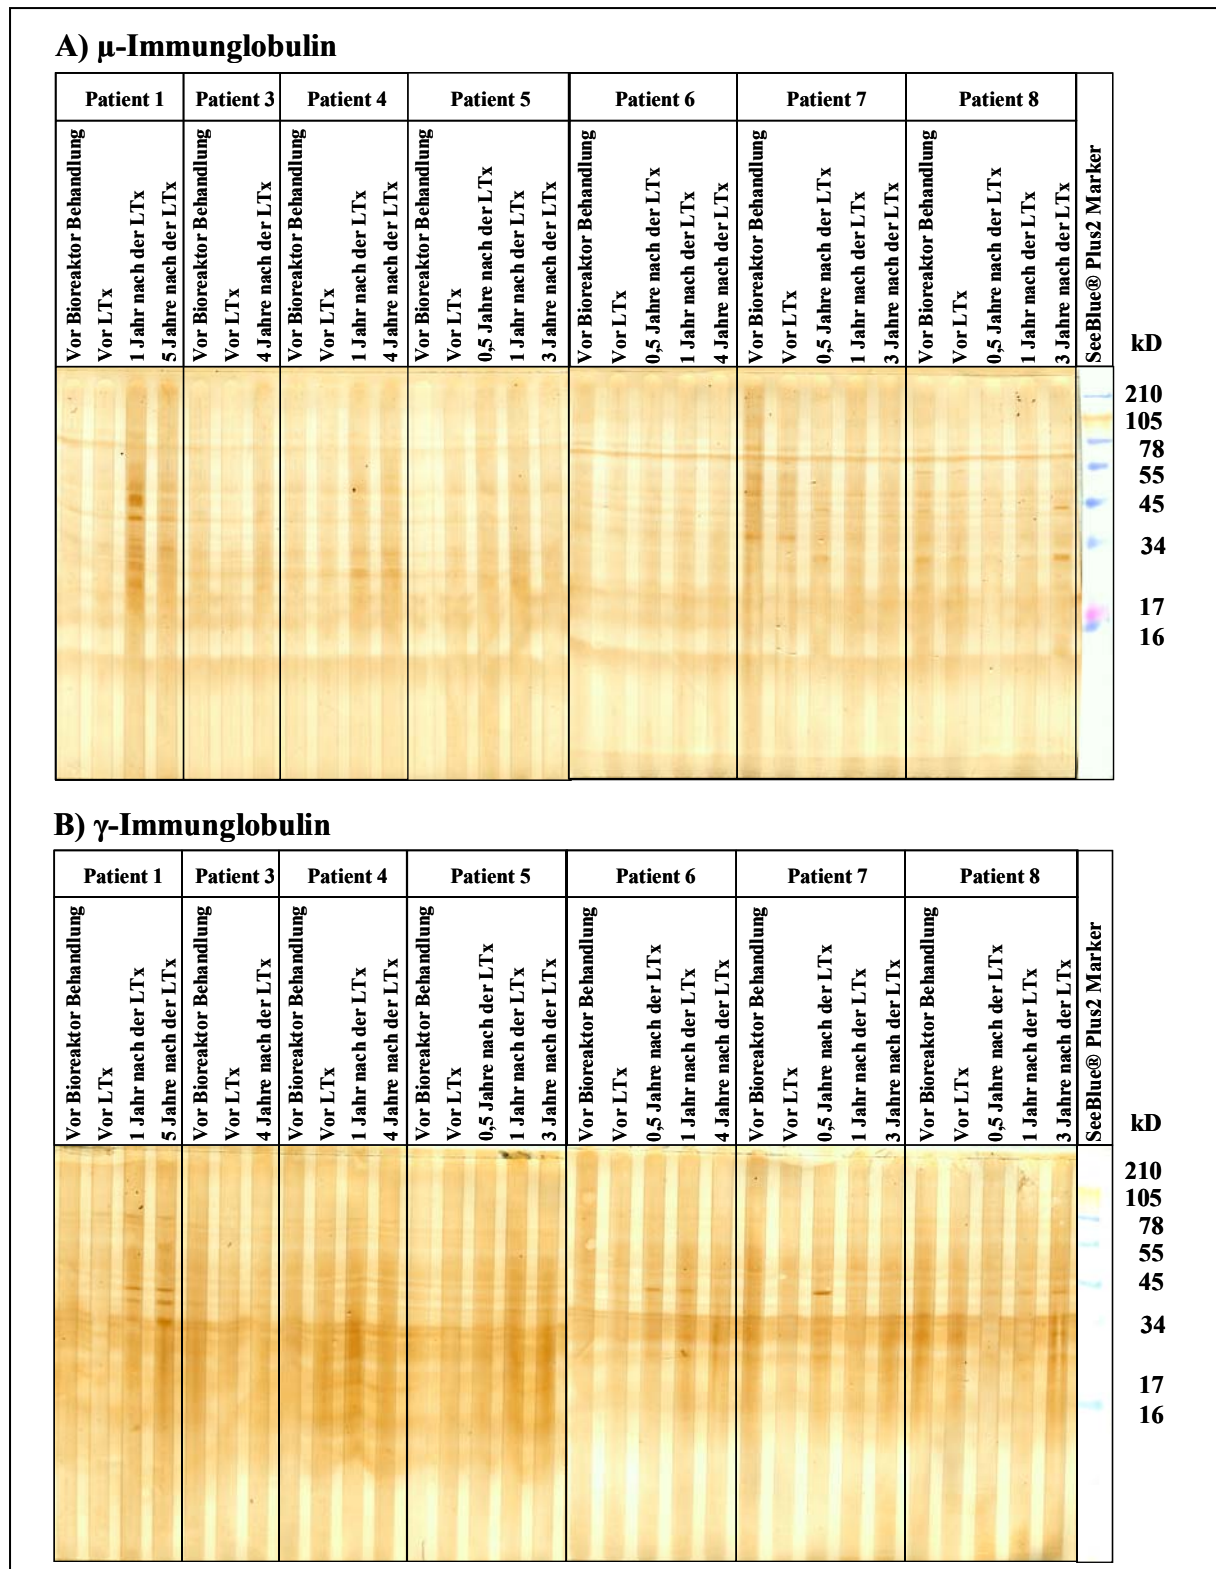 A) μ-Immunglobulin
Patient 1 Patient 3 Patient 4 Patient 5 Patient 6 Patient 7 Patient 8
Vor Bioreaktor Behandlung
Vor LTx
1 Jahr nach der LTx
5 Jahre nach der LTx
Vor Bioreaktor Behandlung
Vor LTx
4 Jahre nach der LTx
Vor Bioreaktor Behandlung
Vor LTx
1 Jahr nach der LTx
4 Jahre nach der LTx
Vor Bioreaktor Behandlung
Vor LTx
0,5 Jahre nach der LTx
1 Jahr nach der LTx
3 Jahre nach der LTx
Vor Bioreaktor Behandlung
Vor LTx
0,5 Jahre nach der LTx
1 Jahr nach der LTx
4 Jahre nach der LTx
Vor Bioreaktor Behandlung
Vor LTx
0,5 Jahre nach der LTx
1 Jahr nach der LTx
3 Jahre nach der LTx
Vor Bioreaktor Behandlung
Vor LTx
0,5 Jahre nach der LTx
1 Jahr nach der LTx
3 Jahre nach der LTx
SeeBlue® Plus2 Marker
kD
210
105
78
55
45
34
17
16
B) γ-Immunglobulin
Patient 1 Patient 3 Patient 4 Patient 5 Patient 6 Patient 7 Patient 8
Vor Bioreaktor Behandlung
Vor LTx
1 Jahr nach der LTx
5 Jahre nach der LTx
Vor Bioreaktor Behandlung
Vor LTx
4 Jahre nach der LTx
Vor Bioreaktor Behandlung
Vor LTx
1 Jahr nach der LTx
4 Jahre nach der LTx
Vor Bioreaktor Behandlung
Vor LTx
0,5 Jahre nach der LTx
1 Jahr nach der LTx
3 Jahre nach der LTx
Vor Bioreaktor Behandlung
Vor LTx
0,5 Jahre nach der LTx
1 Jahr nach der LTx
4 Jahre nach der LTx
Vor Bioreaktor Behandlung
Vor LTx
0,5 Jahre nach der LTx
1 Jahr nach der LTx
3 Jahre nach der LTx
Vor Bioreaktor Behandlung
Vor LTx
0,5 Jahre nach der LTx
1 Jahr nach der LTx
3 Jahre nach der LTx
SeeBlue® Plus2 Marker
kD
210
105
78
55
45
34
17
16